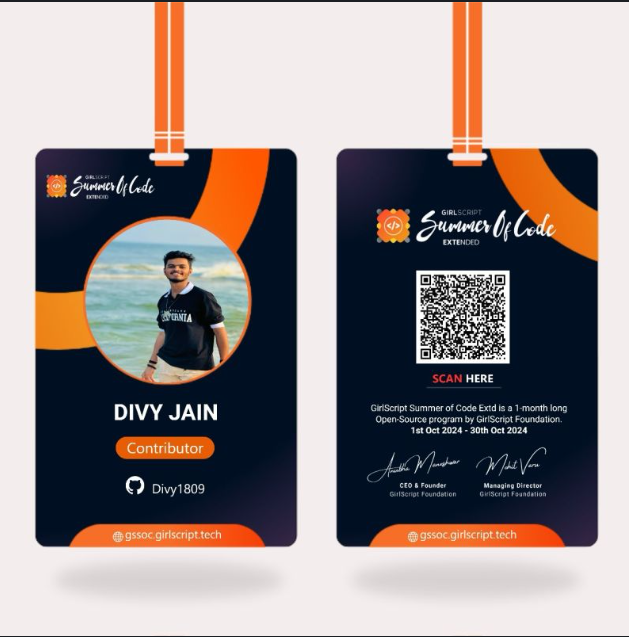 GIRLSCRIPT
Summer Of Code
EXTENDED
DIVY JAIN
Contributor
Divy1809
gssoc.girlscript.tech
GIRLSCRIPT
Summer Of Code
EXTENDED
SCAN HERE
GirlScript Summer of Code Extd is a 1-month long
Open-Source program by GirlScript Foundation.
1st Oct 2024 - 30th Oct 2024
CEO & Founder
GirlScript Foundation
Managing Director
GirlScript Foundation
gssoc.girlscript.tech